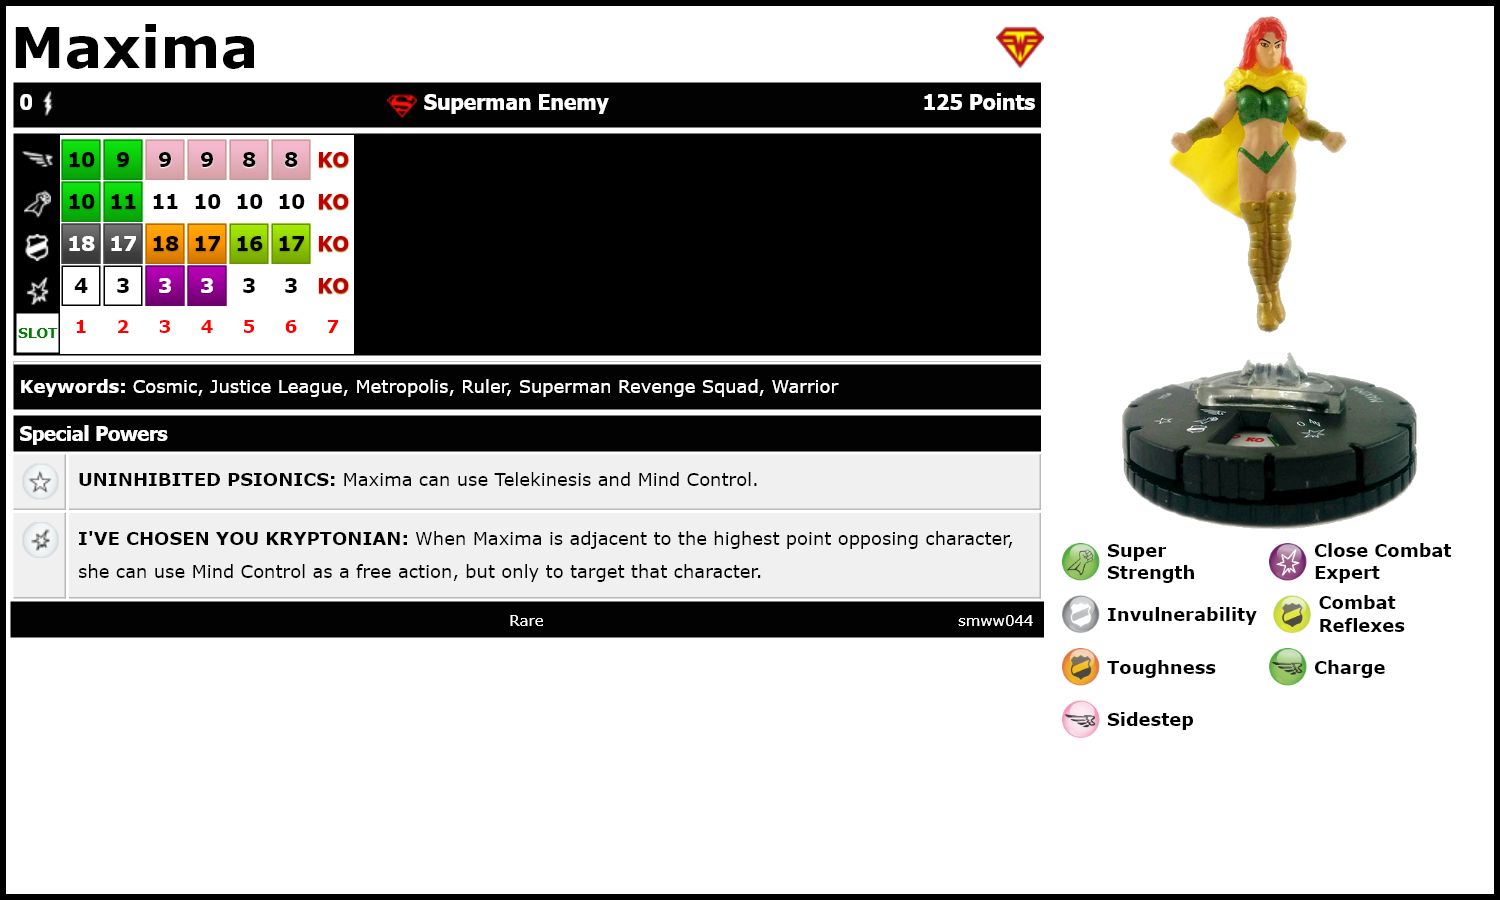 Maxima
0 Superman Enemy 125 Points
10 9 9 9 8 8 KO
10 11 11 10 10 10 KO
18 17 18 17 16 17 KO
4 3 3 3 3 3 KO
SLOT 1 2 3 4 5 6 7
Keywords: Cosmic, Justice League, Metropolis, Ruler, Superman Revenge Squad, Warrior
Special Powers
UNINHIBITED PSIONICS: Maxima can use Telekinesis and Mind Control.
I'VE CHOSEN YOU KRYPTONIAN: When Maxima is adjacent to the highest point opposing character,
she can use Mind Control as a free action, but only to target that character.
Rare smww044
MAXIMA
0
KO
Super
Strength
Close Combat
Expert
Invulnerability
Combat
Reflexes
Toughness
Charge
Sidestep